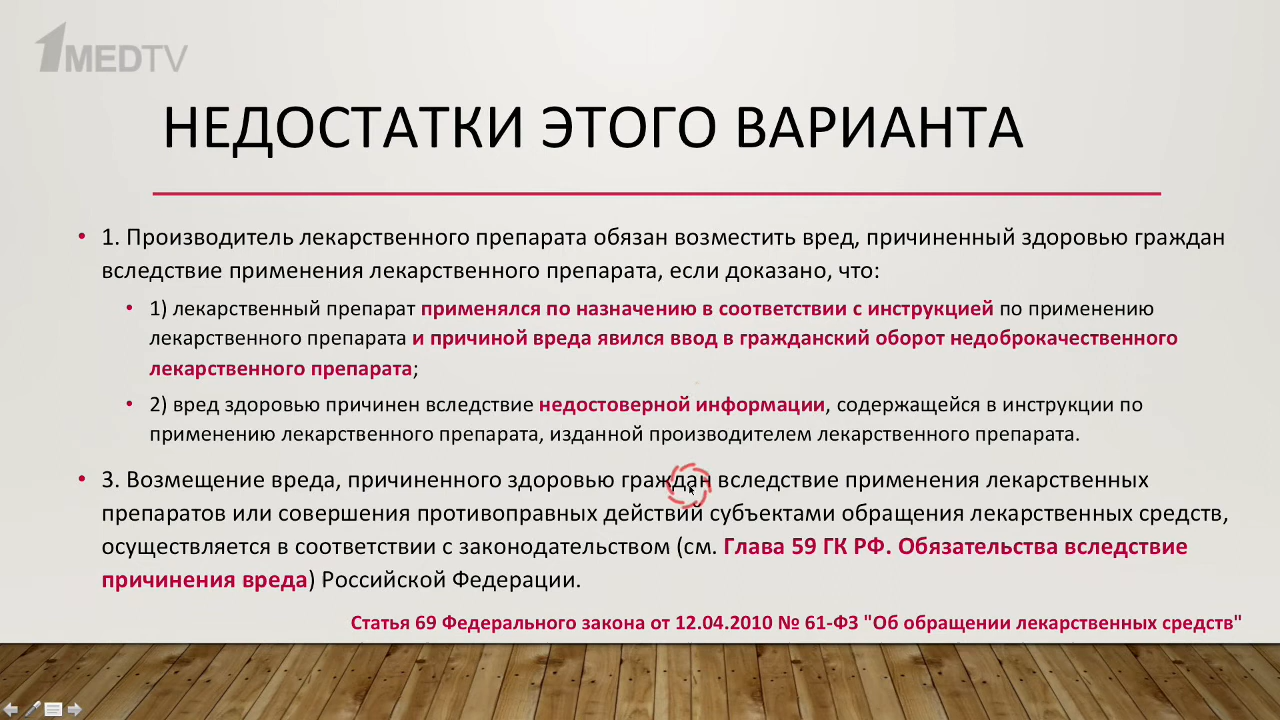 1MEDTV
НЕДОСТАТКИ ЭТОГО ВАРИАНТА
• 1. Производитель лекарственного препарата обязан возместить вред, причиненный здоровью граждан
вследствие применения лекарственного препарата, если доказано, что:
• 1) лекарственный препарат применялся по назначению в соответствии с инструкцией по применению
лекарственного препарата и причиной вреда явился ввод в гражданский оборот недоброкачественного
лекарственного препарата;
• 2) вред здоровью причинен вследствие недостоверной информации, содержащейся в инструкции по
применению лекарственного препарата, изданной производителем лекарственного препарата.
• 3. Возмещение вреда, причиненного здоровью граждан вследствие применения лекарственных
препаратов или совершения противоправных действий субъектами обращения лекарственных средств,
осуществляется в соответствии с законодательством (см. Глава 59 ГК РФ. Обязательства вследствие
причинения вреда) Российской Федерации.
Статья 69 Федерального закона от 12.04.2010 № 61-ФЗ "Об обращении лекарственных средств"